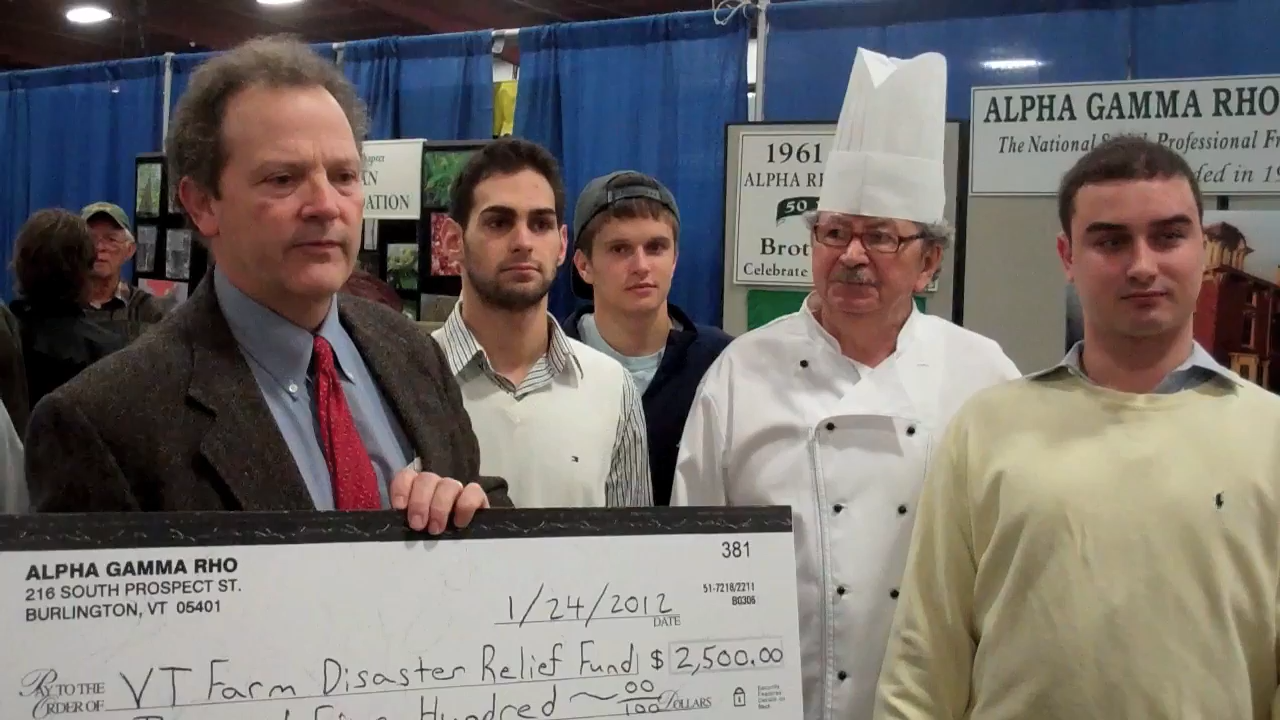 ALPHA GAMMA RHO
The National Social Professional
ded in 19
1961
ALPHA
50
Celebrate
ALPHA GAMMA RHO
216 SOUTH PROSPECT ST.
BURLINGTON, VT 05401
381
51-7218/2211
B0306
1/24/2012
DATE
PAY TO THE
ORDER OF
VT Farm Disaster Relief Fund $ 2,500.00
Hundred ~ 00/100 DOLLARS